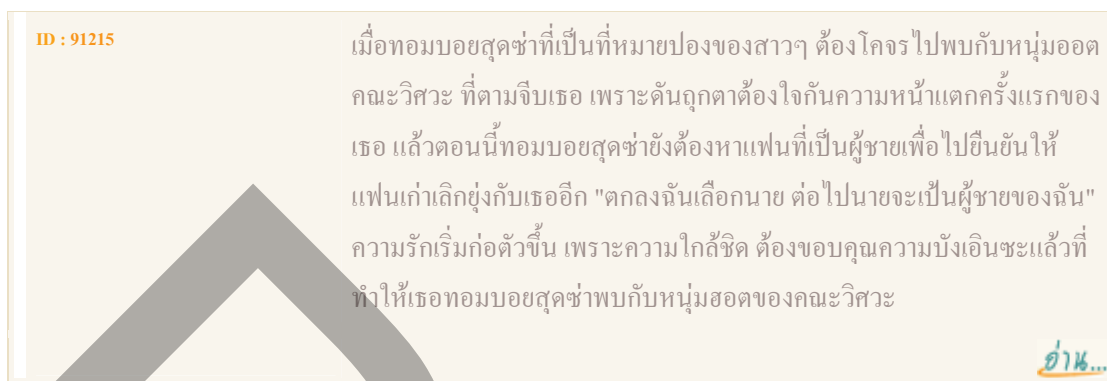 ID : 91215
เมื่อทอมบอยสุดซ่าที่เป็นที่หมายปองของสาวๆ ต้องโคจรไปพบกับหนุ่มออต
คณะวิศวะ ที่ตามจีบเธอ เพราะดันถูกตาต้องใจกันความหน้าแตกครั้งแรกของ
เธอ แล้วตอนนี้ทอมบอยสุดซ่ายังต้องหาแฟนที่เป็นผู้ชายเพื่อไปยืนยันให้
แฟนเก่าเลิกยุ่งกับเธออีก "ตกลงฉันเลือกนาย ต่อไปนายจะเป็นผู้ชายของฉัน"
ความรักเริ่มก่อตัวขึ้น เพราะความใกล้ชิด ต้องขอบคุณความบังเอินซะแล้วที่
ทำให้เธอทอมบอยสุดซ่าพบกับหนุ่มฮอตของคณะวิศวะ
อ่าน...